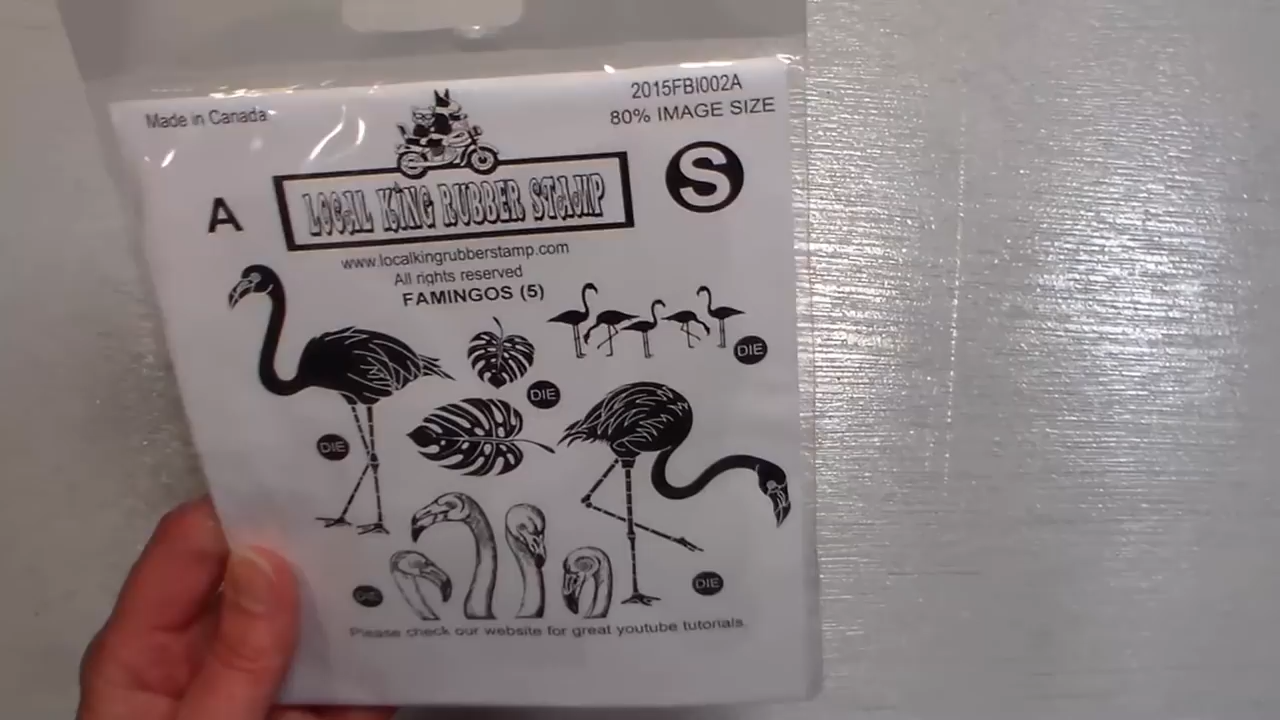 Made in Canada
2015FBI002A
80% IMAGE SIZE
A
LOCAL KING RUBBER STAMP
S
www.localkingrubberstamp.com
All rights reserved
FAMINGOS (5)
DIE
DIE
DIE
DIE
DIE
Please check our website for great youtube tutorials.